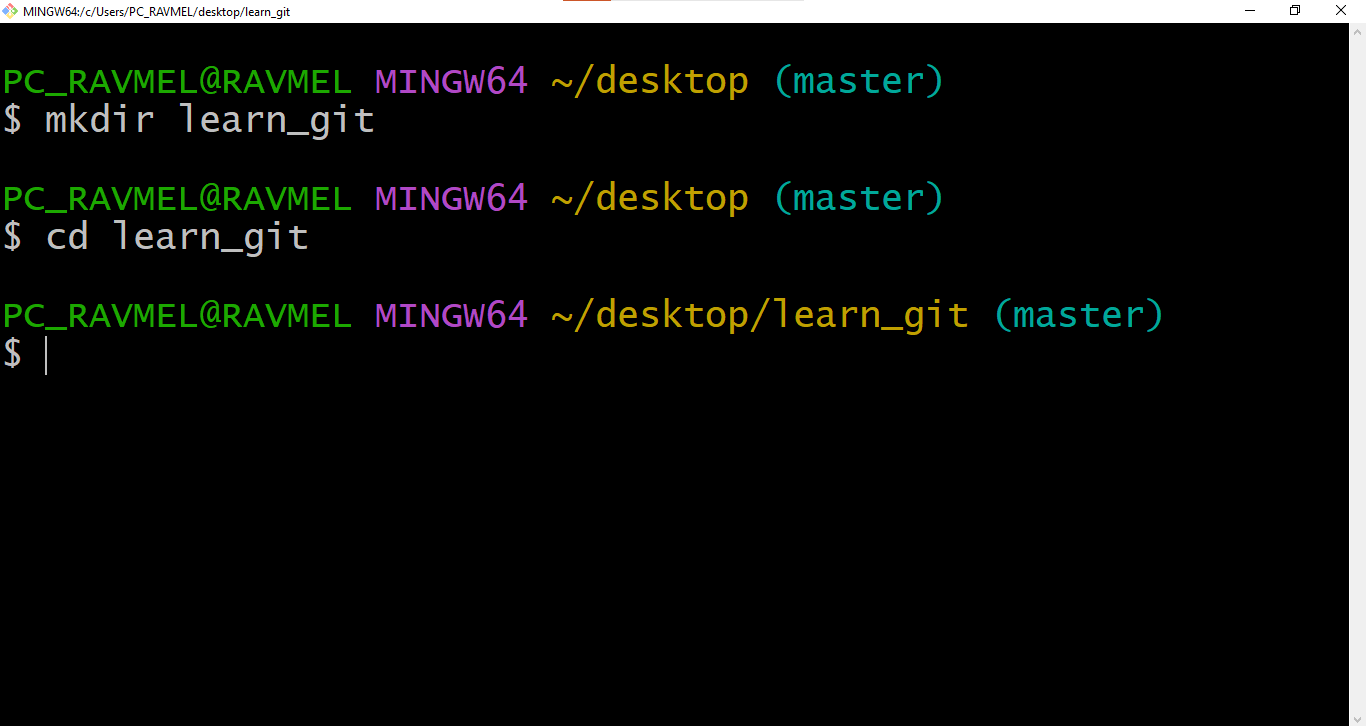 MINGW64:/c/Users/PC_RAVMEL/desktop/learn_git
PC_RAVMEL@RAVMEL MINGW64 ~/desktop (master)
$ mkdir learn_git
PC_RAVMEL@RAVMEL MINGW64 ~/desktop (master)
$ cd learn_git
PC_RAVMEL@RAVMEL MINGW64 ~/desktop/learn_git (master)
$